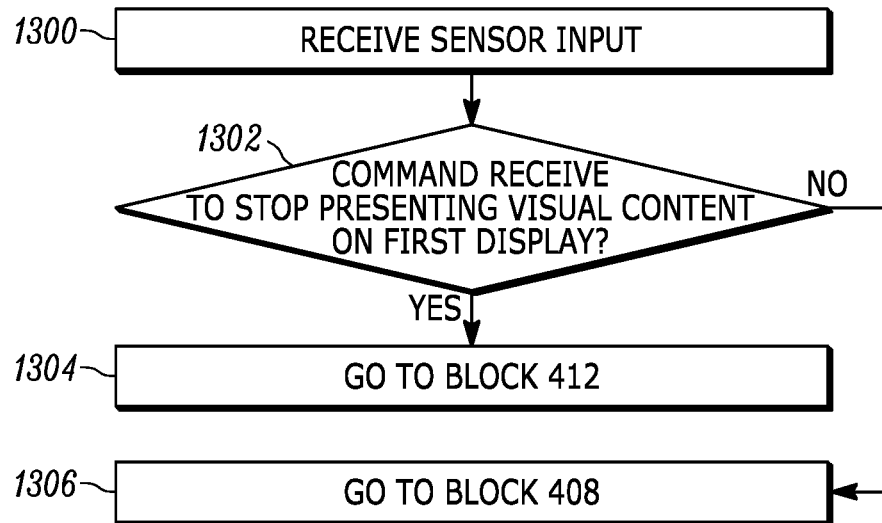 1300
RECEIVE SENSOR INPUT
1302
COMMAND RECEIVE
TO STOP PRESENTING VISUAL CONTENT
ON FIRST DISPLAY?
NO
YES
1304
GO TO BLOCK 412
1306
GO TO BLOCK 408